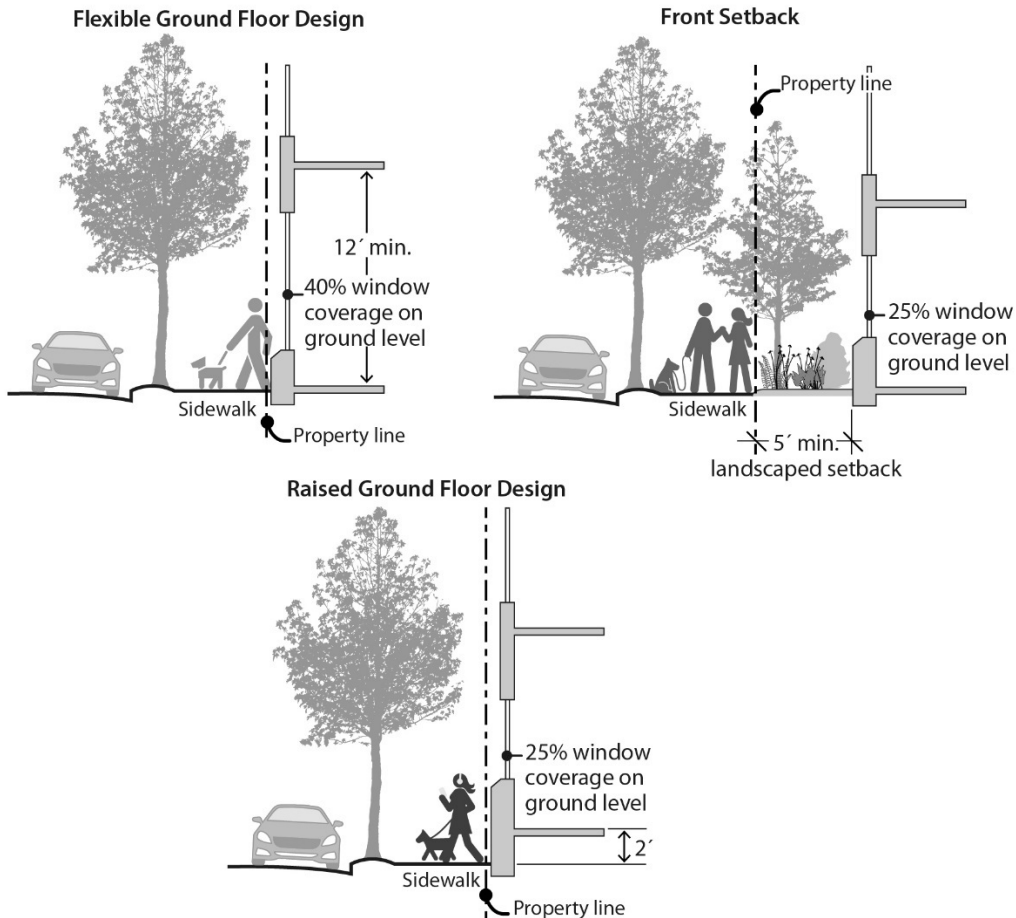 Flexible Ground Floor Design
12´ min.
40% window
coverage on
ground level
Sidewalk
Property line
Front Setback
Property line
25% window
coverage on
ground level
Sidewalk
5´ min.
landscaped setback
Raised Ground Floor Design
25% window
coverage on
ground level
2´
Sidewalk
Property line